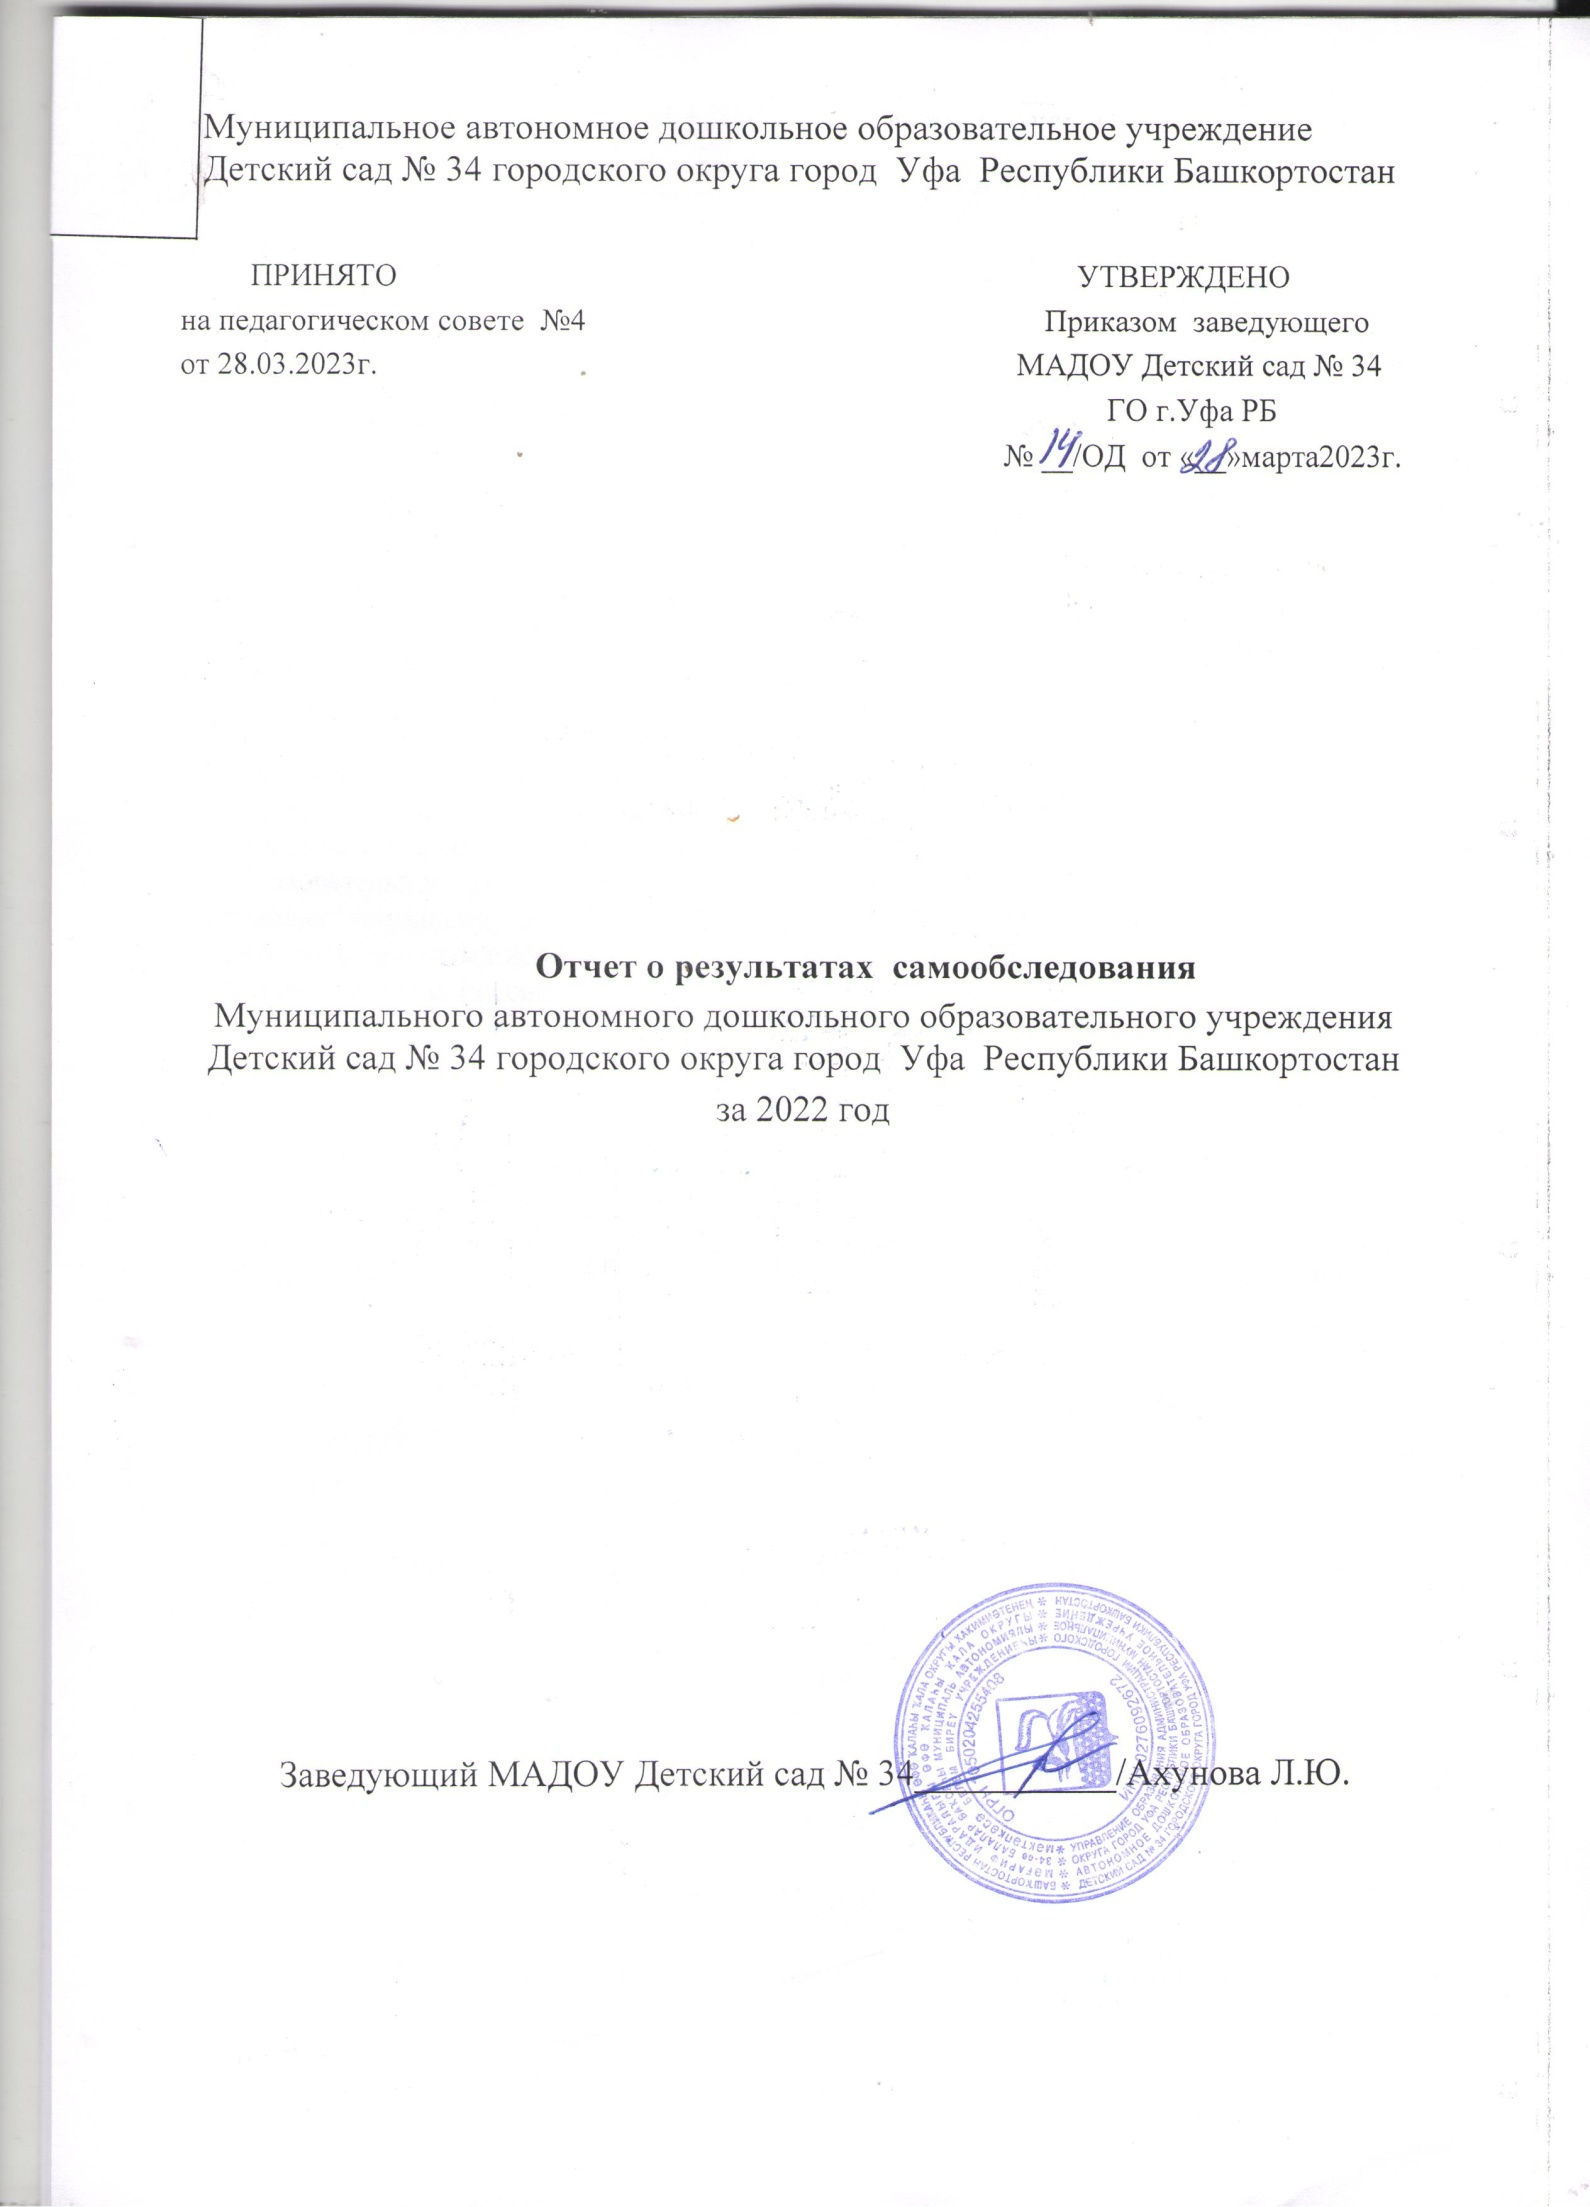 Муниципальное автономное дошкольное образовательное учреждение
Детский сад № 34 городского округа город Уфа Республики Башкортостан
ПРИНЯТО
на педагогическом совете №4
от 28.03.2023г.
УТВЕРЖДЕНО
Приказом заведующего
МАДОУ Детский сад № 34
ГО г.Уфа РБ
№ 14/ОД от «28»марта2023г.
Отчет о результатах самообследования
Муниципального автономного дошкольного образовательного учреждения
Детский сад № 34 городского округа город Уфа Республики Башкортостан
за 2022 год
Заведующий МАДОУ Детский сад № 34____________/Ахунова Л.Ю.